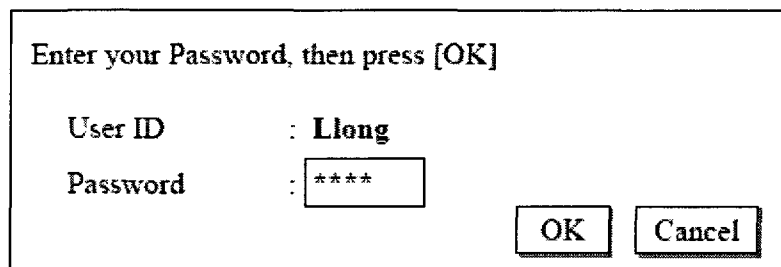 Enter your Password, then press [OK]
User ID : Llong
Password : ****
OK Cancel